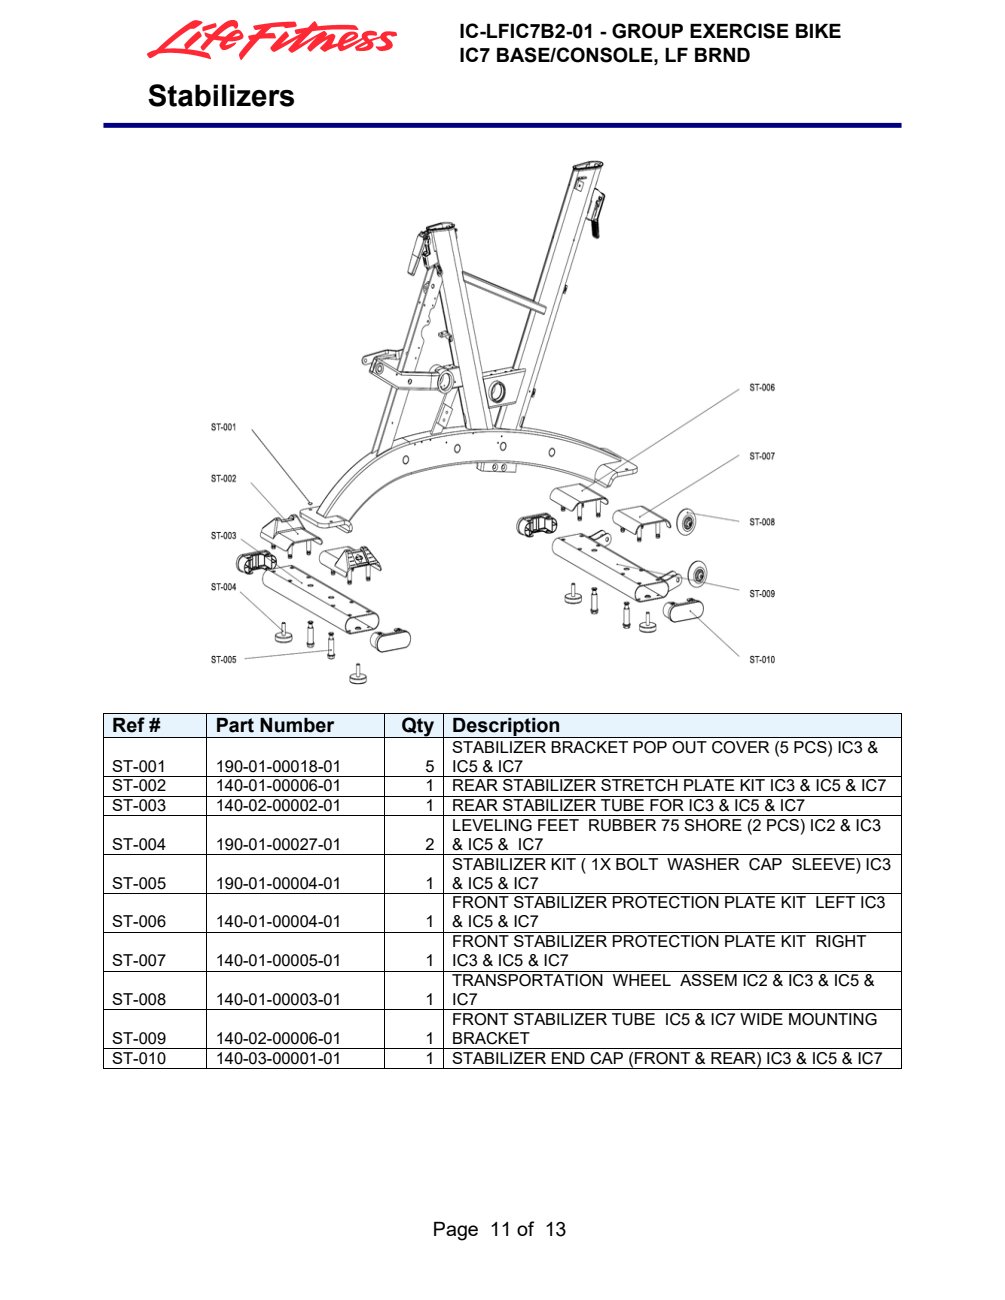 Life Fitness
IC-LFIC7B2-01 - GROUP EXERCISE BIKE
IC7 BASE/CONSOLE, LF BRND
Stabilizers
ST-006
ST-001
ST-007
ST-002
ST-008
ST-003
ST-004
ST-009
ST-005
ST-010
Ref # Part Number Qty Description
STABILIZER BRACKET POP OUT COVER (5 PCS) IC3 &
ST-001 190-01-00018-01 5 IC5 & IC7
ST-002 140-01-00006-01 1 REAR STABILIZER STRETCH PLATE KIT IC3 & IC5 & IC7
ST-003 140-02-00002-01 1 REAR STABILIZER TUBE FOR IC3 & IC5 & IC7
LEVELING FEET  RUBBER 75 SHORE (2 PCS) IC2 & IC3
ST-004 190-01-00027-01 2 & IC5 &  IC7
STABILIZER KIT ( 1X BOLT  WASHER  CAP  SLEEVE) IC3
ST-005 190-01-00004-01 1 & IC5 & IC7
FRONT STABILIZER PROTECTION PLATE KIT  LEFT IC3
ST-006 140-01-00004-01 1 & IC5 & IC7
FRONT STABILIZER PROTECTION PLATE KIT  RIGHT
ST-007 140-01-00005-01 1 IC3 & IC5 & IC7
TRANSPORTATION  WHEEL  ASSEM IC2 & IC3 & IC5 &
ST-008 140-01-00003-01 1 IC7
FRONT STABILIZER TUBE  IC5 & IC7 WIDE MOUNTING
ST-009 140-02-00006-01 1 BRACKET
ST-010 140-03-00001-01 1 STABILIZER END CAP (FRONT & REAR) IC3 & IC5 & IC7
Page  11 of  13